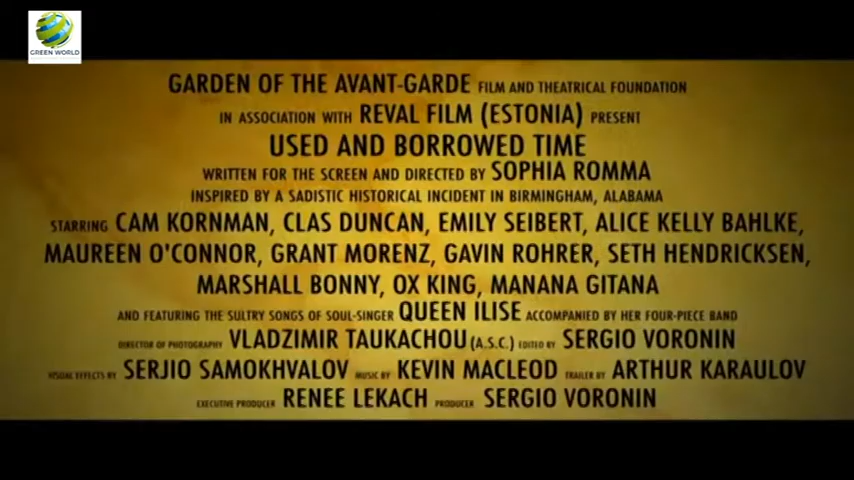 GREEN WORLD
GARDEN OF THE AVANT-GARDE FILM AND THEATRICAL FOUNDATION
IN ASSOCIATION WITH REVAL FILM (ESTONIA) PRESENT
USED AND BORROWED TIME
WRITTEN FOR THE SCREEN AND DIRECTED BY SOPHIA ROMMA
INSPIRED BY A SADISTIC HISTORICAL INCIDENT IN BIRMINGHAM, ALABAMA
STARRING CAM KORNMAN, CLAS DUNCAN, EMILY SEIBERT, ALICE KELLY BAHLKE,
MAUREEN O'CONNOR, GRANT MORENZ, GAVIN ROHRER, SETH HENDRICKSEN,
MARSHALL BONNY, OX KING, MANANA GITANA
AND FEATURING THE SULTRY SONGS OF SOUL-SINGER QUEEN ILISE ACCOMPANIED BY HER FOUR-PIECE BAND
DIRECTOR OF PHOTOGRAPHY VLADZIMIR TAUKACHOU (A.S.C.) EDITED BY SERGIO VORONIN
VISUAL EFFECTS BY SERJIO SAMOKHVALOV MUSIC BY KEVIN MACLEOD TRAILER BY ARTHUR KARAULOV
EXECUTIVE PRODUCER RENEE LEKACH PRODUCER SERGIO VORONIN